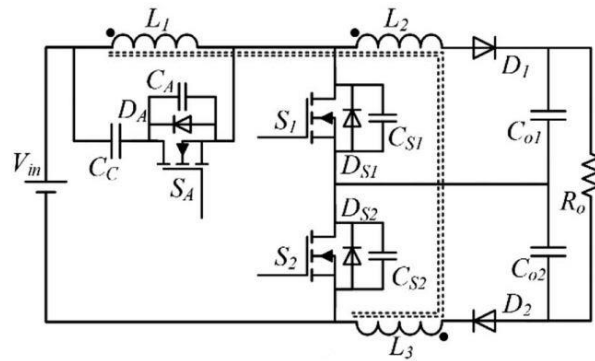 L1 L2
CA D1
DA S1 CS1 Co1
Vin CC DS1
SA Ro
DS2
S2 CS2 Co2
D2
L3